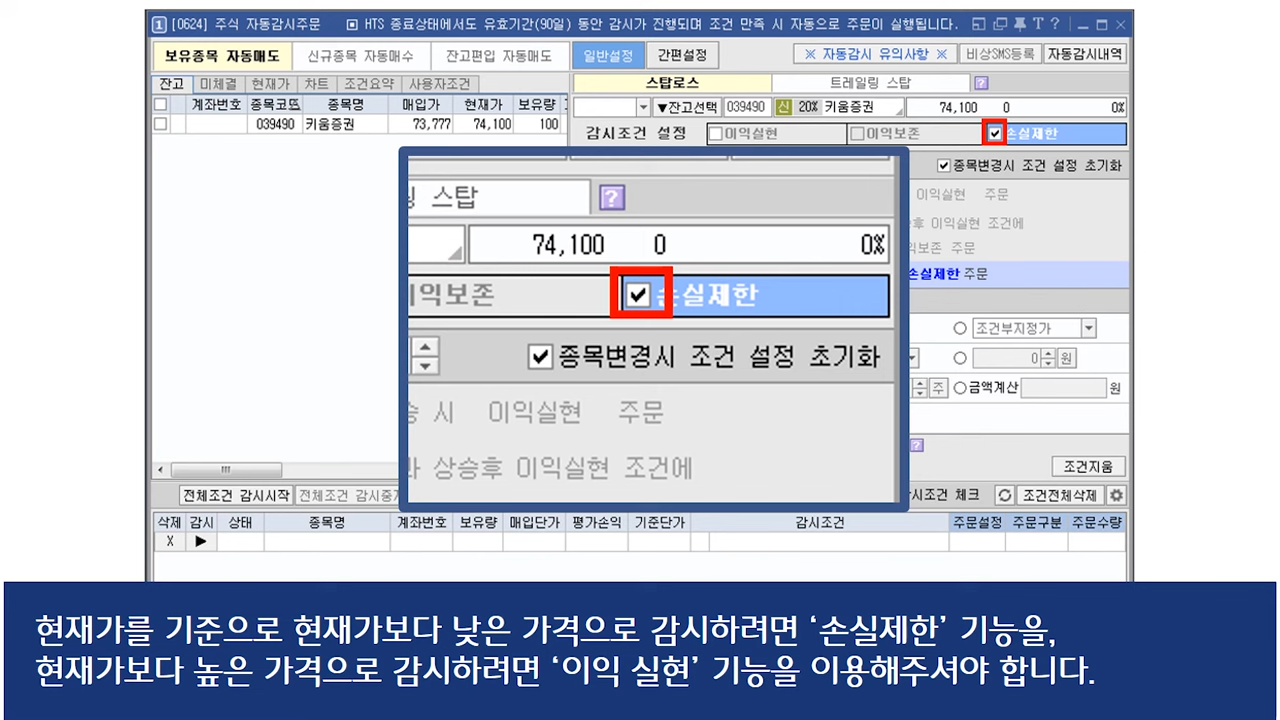 1 [0624] 주식 자동감시주문 ▣ HTS 종료상태에서도 유효기간(90일) 동안 감시가 진행되며 조건 만족 시 자동으로 주문이 실행됩니다. T ?
보유종목 자동매도 신규종목 자동매수 잔고편입 자동매도 일반설정 간편설정 ※ 자동감시 유의사항 ※ 비상SMS등록 자동감시내역
잔고 미체결 현재가 차트 조건요약 사용자조건 스탑로스 트레일링 스탑 ?
계좌번호 종목코드 종목명 매입가 현재가 보유량 ▼잔고선택 039490 신 20% 키움증권 74,100 0 0%
039490 키움증권 73,777 74,100 100
감시조건 설정 이익실현 이익보존 손실제한
종목변경시 조건 설정 초기화
이익실현 주문
후 이익실현 조건에
익보존 주문
손실제한 주문
조건부지정가
0 원
주 금액계산 원
?
조건지움
링 스탑 ?
74,100 0 0%
이익보존 손실제한
종목변경시 조건 설정 초기화
승 시 이익실현 주문
상승후 이익실현 조건에
전체조건 감시시작 전체조건 감시중지 감시조건 체크 조건전체삭제
삭제 감시 상태 종목명 계좌번호 보유량 매입단가 평가손익 기준단가 감시조건 주문설정 주문구분 주문수량
X ▶
현재가를 기준으로 현재가보다 낮은 가격으로 감시하려면 ‘손실제한’ 기능을,
현재가보다 높은 가격으로 감시하려면 ‘이익 실현’ 기능을 이용해주셔야 합니다.